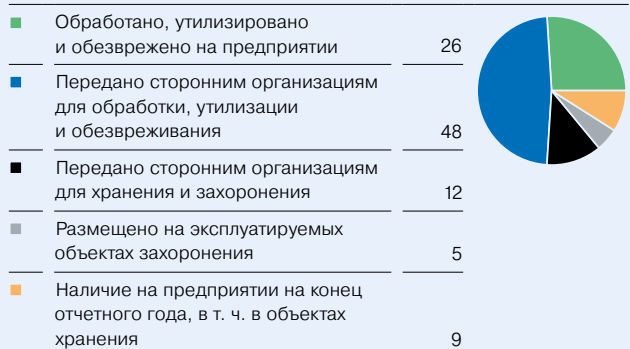 Обработано, утилизировано
и обезврежено на предприятии 26
Передано сторонним организациям
для обработки, утилизации
и обезвреживания 48
Передано сторонним организациям
для хранения и захоронения 12
Размещено на эксплуатируемых
объектах захоронения 5
Наличие на предприятии на конец
отчетного года, в т. ч. в объектах
хранения 9